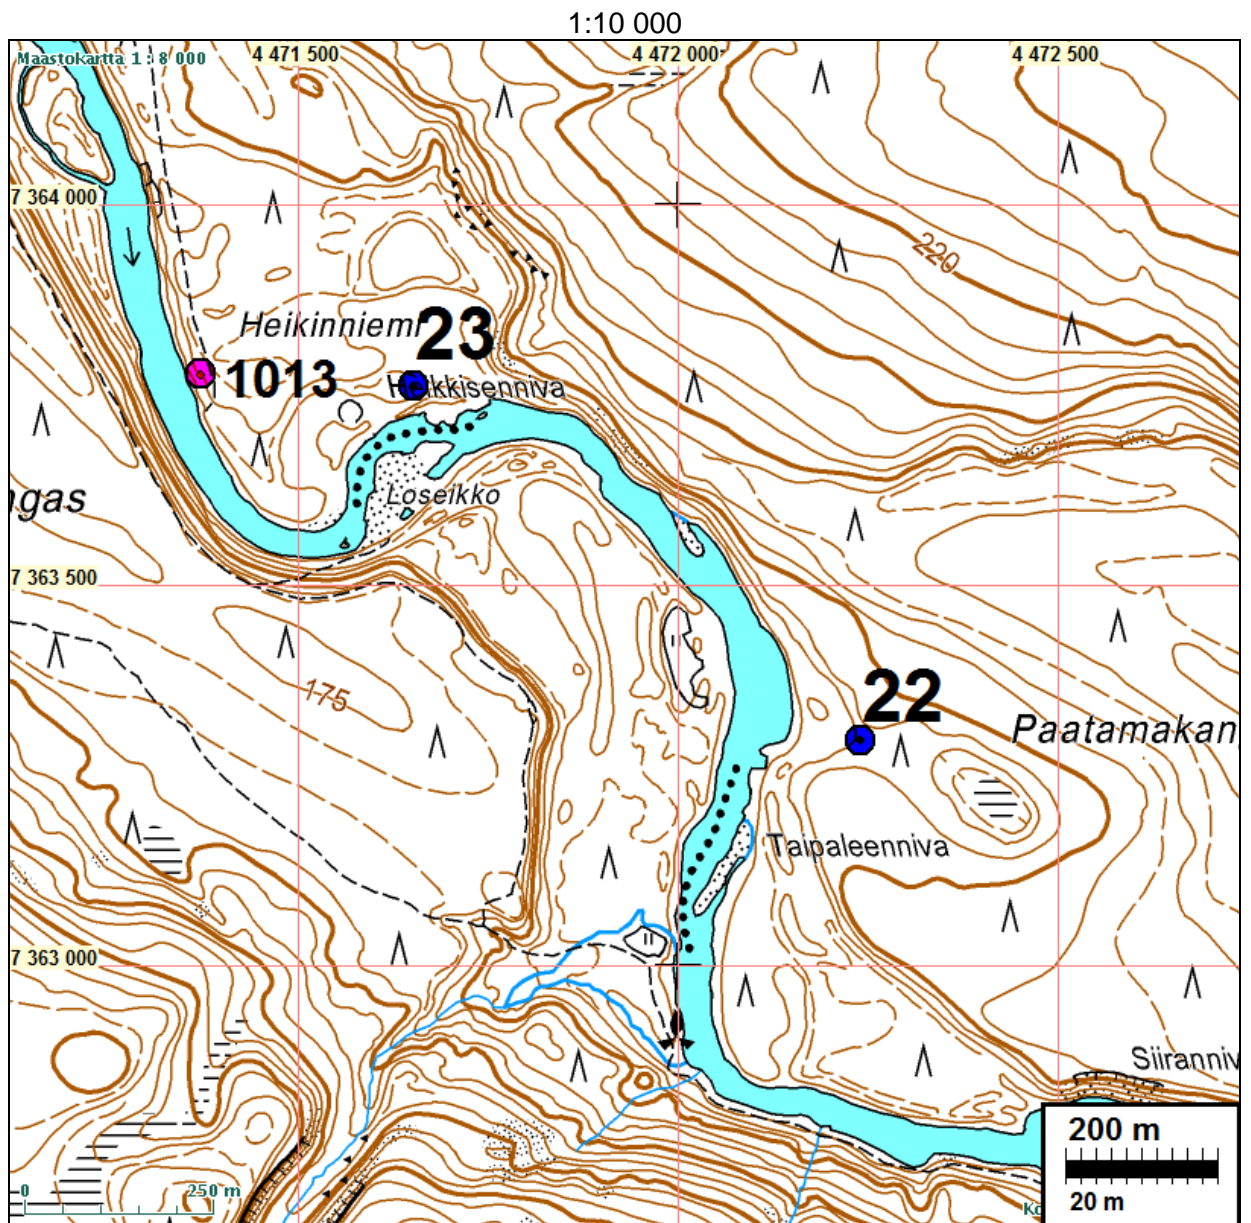 1:10 000
Maastokartta 1 : 8 000
4 471 500
4 472 000
4 472 500
7 364 000
220
Heikinniemi
23
1013
Heikkisenniva
ngas
Loseikko
7 363 500
175
22
Paatamakan
Taipaleenniva
7 363 000
Siiranniv
200 m
20 m
0
250 m